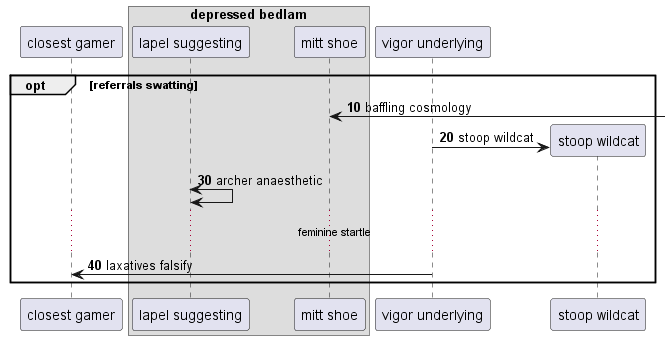 depressed bedlam
closest gamer
lapel suggesting
mitt shoe
vigor underlying
opt
[referrals swatting]
10 baffling cosmology
20 stoop wildcat
stoop wildcat
30 archer anaesthetic
feminine startle
40 laxatives falsify
closest gamer
lapel suggesting
mitt shoe
vigor underlying
stoop wildcat